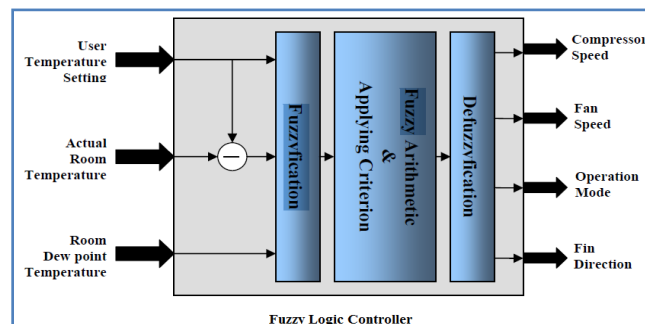 User
Temperature
Setting
Actual
Room
Temperature
Room
Dew point
Temperature
Fuzzyfication
Fuzzy Arithmetic
&
Applying Criterion
Defuzzyfication
Compressor
Speed
Fan
Speed
Operation
Mode
Fin
Direction
Fuzzy Logic Controller